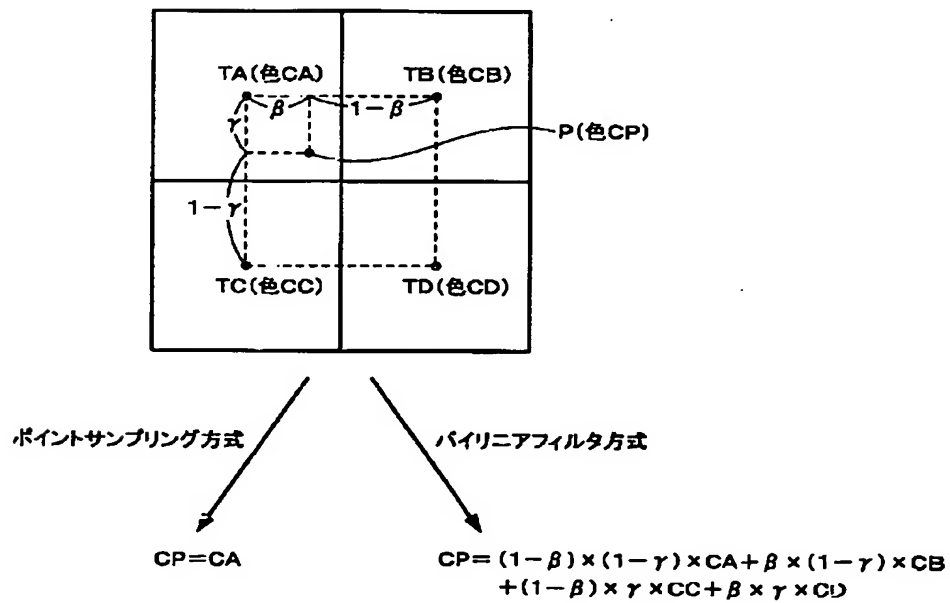 TA(色CA)
TB(色CB)
β
1-β
γ
P(色CP)
1-γ
TC(色CC)
TD(色CD)
ポイントサンプリング方式
バイリニアフィルタ方式
CP=CA
CP=(1-β)×(1-γ)×CA+β×(1-γ)×CB
+(1-β)×γ×CC+β×γ×CD